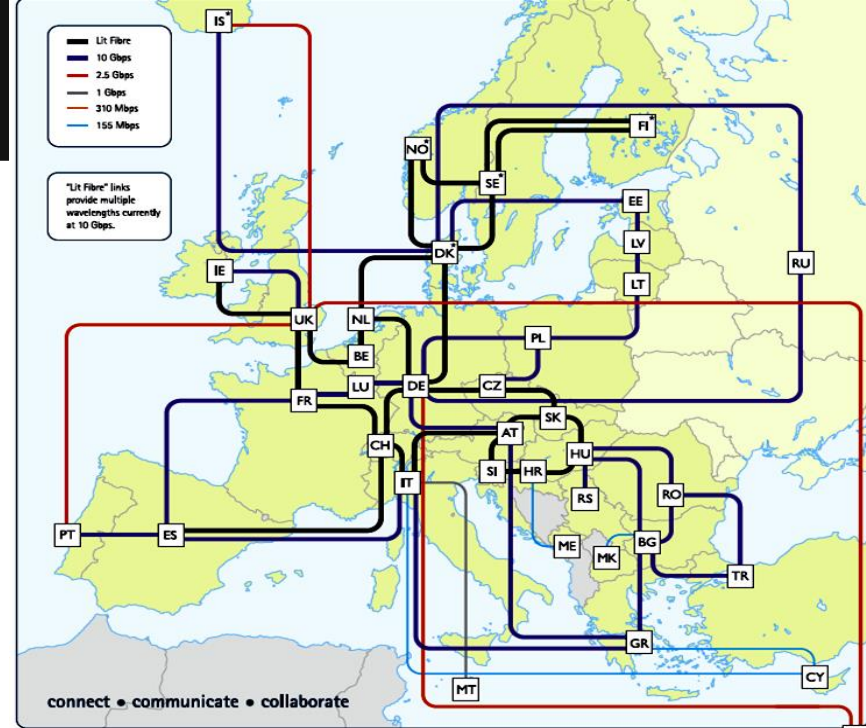 IS*
Lit Fibre
10 Gbps
2.5 Gbps
1 Gbps
310 Mbps
155 Mbps
"Lit Fibre" links
provide multiple
wavelengths currently
at 10 Gbps.
FI*
NO*
SE*
EE
DK*
LV
RU
IE
LT
UK
NL
PL
BE
LU
DE
CZ
FR
SK
AT
CH
HU
SI
HR
IT
RS
RO
PT
ES
ME
MK
BG
TR
GR
CY
MT
connect • communicate • collaborate